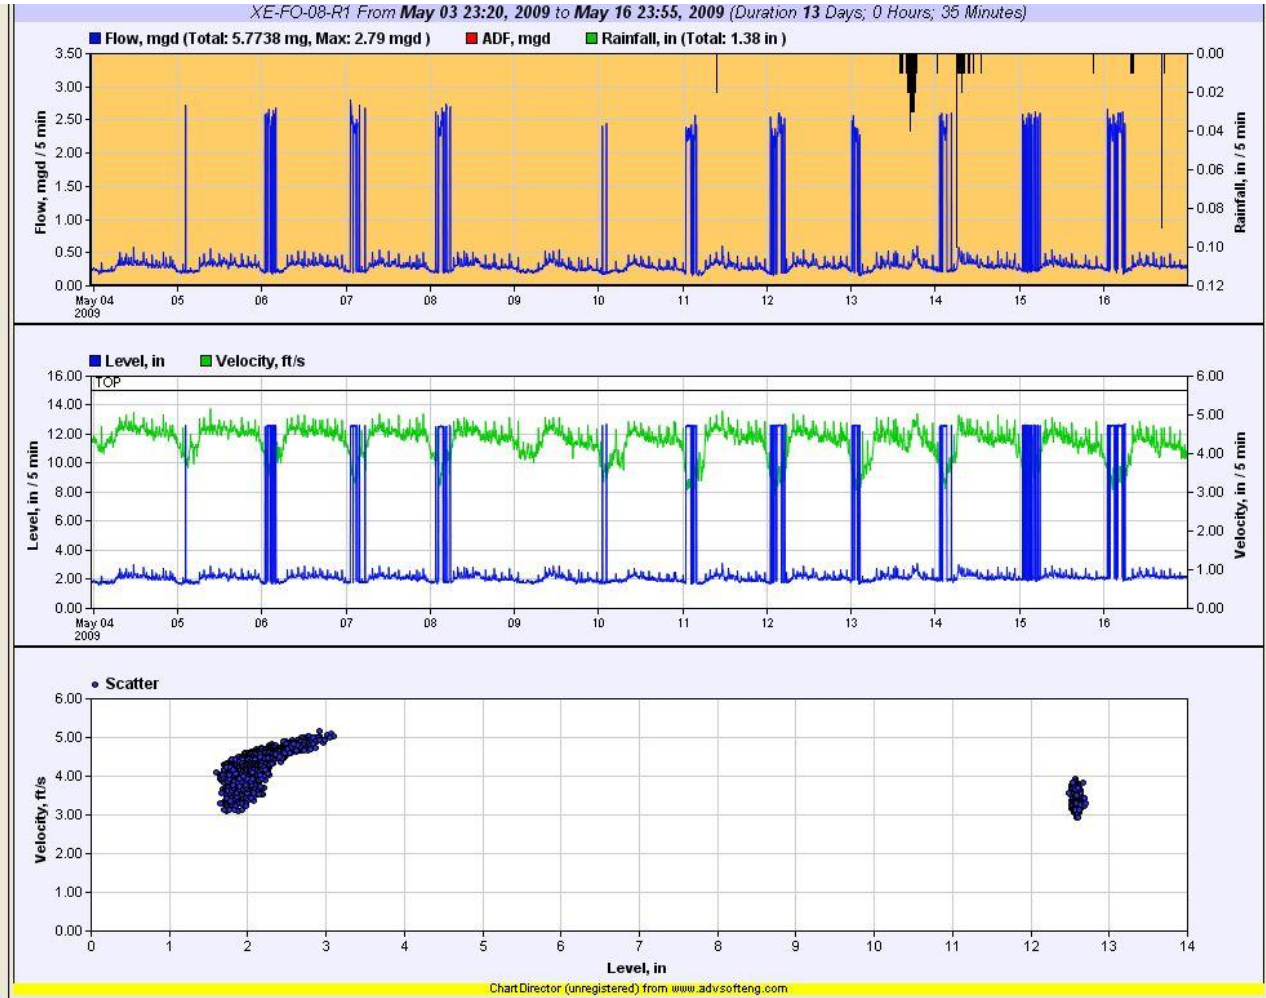 XE-FO-08-R1 From May 03 23:20, 2009 to May 16 23:55, 2009 (Duration 13 Days; 0 Hours; 35 Minutes)
Flow, mgd (Total: 5.7738 mg, Max: 2.79 mgd ) ADF, mgd Rainfall, in (Total: 1.38 in )
3.50 0.00
3.00
0.02
2.50
0.04
2.00
0.06
1.50
0.08
1.00
0.10
0.50
0.00 0.12
Flow, mgd / 5 min
Rainfall, in / 5 min
May 04 05 06 07 08 09 10 11 12 13 14 15 16
2009
Level, in Velocity, ft/s
16.00 6.00
TOP
14.00
5.00
12.00
4.00
10.00
8.00 3.00
6.00
2.00
4.00
1.00
2.00
0.00 0.00
Level, in / 5 min
Velocity, in / 5 min
May 04 05 06 07 08 09 10 11 12 13 14 15 16
2009
Scatter
6.00
5.00
4.00
3.00
2.00
1.00
0.00
Velocity, ft/s
0 1 2 3 4 5 6 7 8 9 10 11 12 13 14
Level, in
ChartDirector (unregistered) from www.advsofteng.com